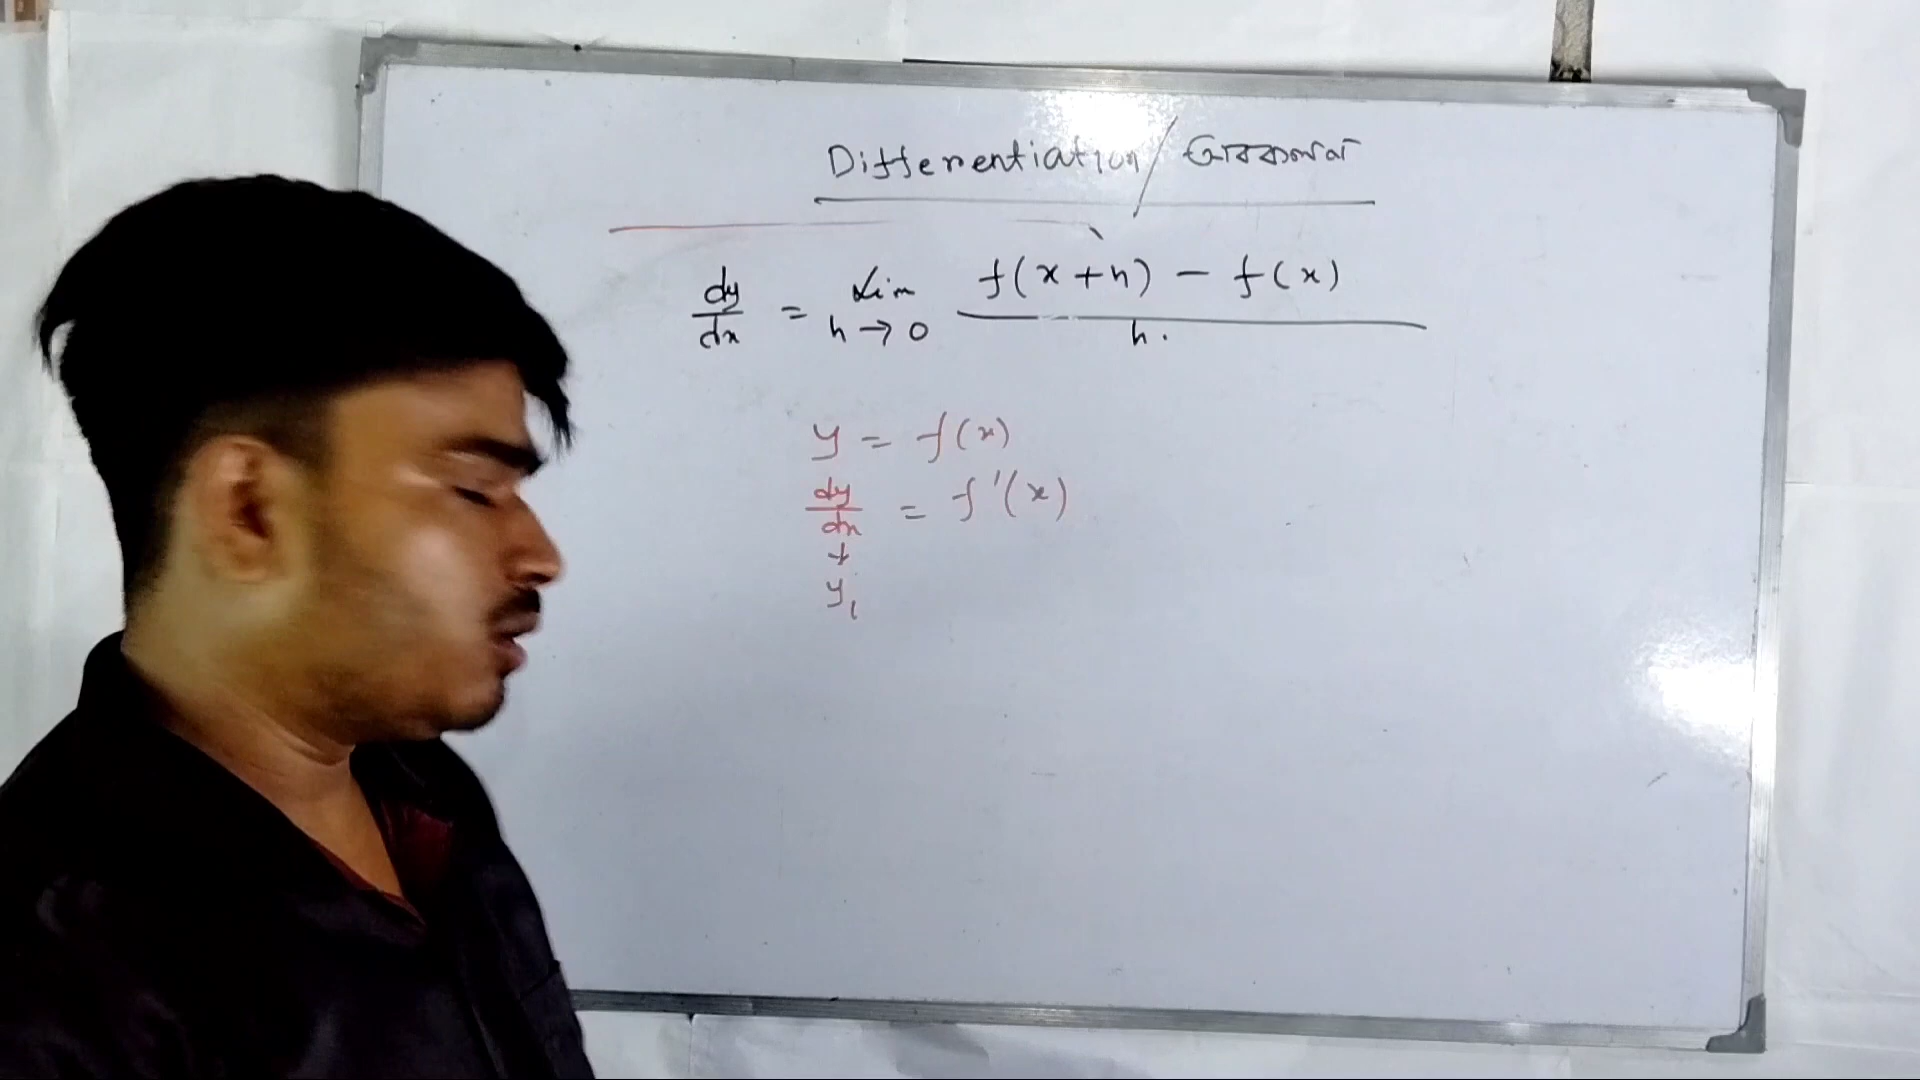 Differentiation / অবকলন
dy/dx = Lim h→0 f(x+h) - f(x) / h.
y = f(x)
dy/dx = f'(x)
↓
y₁